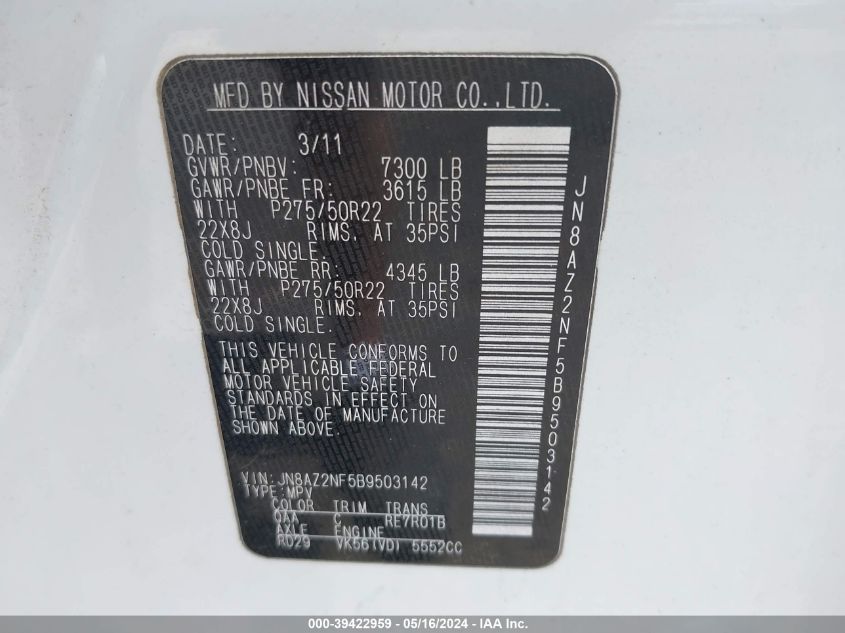 MFD BY NISSAN MOTOR CO.,LTD.
DATE: 3/11
GVWR/PNBV: 7300 LB
GAWR/PNBE FR: 3615 LB
WITH P275/50R22 TIRES
22X8J RIMS. AT 35PSI
COLD SINGLE.
GAWR/PNBE RR: 4345 LB
WITH P275/50R22 TIRES
22X8J RIMS. AT 35PSI
COLD SINGLE.
THIS VEHICLE CONFORMS TO
ALL APPLICABLE FEDERAL
MOTOR VEHICLE SAFETY
STANDARDS IN EFFECT ON
THE DATE OF MANUFACTURE
SHOWN ABOVE.
VIN: JN8AZ2NF5B9503142
TYPE: MPV
COLOR TRIM TRANS
QAA C RE7R01B
AXLE ENGINE
RD29 VK56(VD) 5552CC
JN8AZ2NF5B9503142
000-39422959 - 05/16/2024 - IAA Inc.